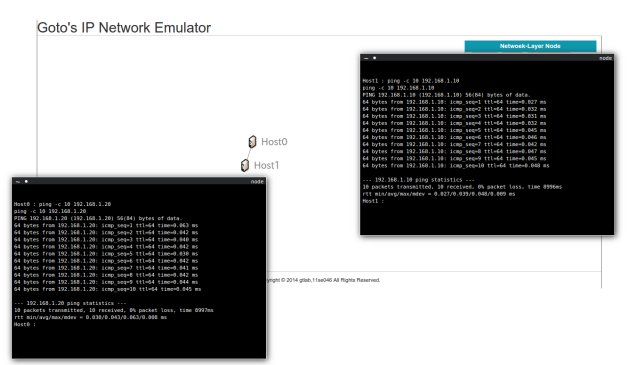 Goto's IP Network Emulator
Netwoek-Layer Node
node
Host1 : ping -c 10 192.168.1.10
ping -c 10 192.168.1.10
PING 192.168.1.10 (192.168.1.10) 56(84) bytes of data.
64 bytes from 192.168.1.10: icmp_seq=1 ttl=64 time=0.027 ms
64 bytes from 192.168.1.10: icmp_seq=2 ttl=64 time=0.032 ms
64 bytes from 192.168.1.10: icmp_seq=3 ttl=64 time=0.031 ms
64 bytes from 192.168.1.10: icmp_seq=4 ttl=64 time=0.032 ms
64 bytes from 192.168.1.10: icmp_seq=5 ttl=64 time=0.045 ms
64 bytes from 192.168.1.10: icmp_seq=6 ttl=64 time=0.046 ms
64 bytes from 192.168.1.10: icmp_seq=7 ttl=64 time=0.042 ms
64 bytes from 192.168.1.10: icmp_seq=8 ttl=64 time=0.047 ms
64 bytes from 192.168.1.10: icmp_seq=9 ttl=64 time=0.045 ms
64 bytes from 192.168.1.10: icmp_seq=10 ttl=64 time=0.048 ms
--- 192.168.1.10 ping statistics ---
10 packets transmitted, 10 received, 0% packet loss, time 8996ms
rtt min/avg/max/mdev = 0.027/0.039/0.048/0.009 ms
Host1 :
Host0
Host1
node
Host0 : ping -c 10 192.168.1.20
ping -c 10 192.168.1.20
PING 192.168.1.20 (192.168.1.20) 56(84) bytes of data.
64 bytes from 192.168.1.20: icmp_seq=1 ttl=64 time=0.063 ms
64 bytes from 192.168.1.20: icmp_seq=2 ttl=64 time=0.042 ms
64 bytes from 192.168.1.20: icmp_seq=3 ttl=64 time=0.040 ms
64 bytes from 192.168.1.20: icmp_seq=4 ttl=64 time=0.042 ms
64 bytes from 192.168.1.20: icmp_seq=5 ttl=64 time=0.030 ms
64 bytes from 192.168.1.20: icmp_seq=6 ttl=64 time=0.042 ms
64 bytes from 192.168.1.20: icmp_seq=7 ttl=64 time=0.041 ms
64 bytes from 192.168.1.20: icmp_seq=8 ttl=64 time=0.042 ms
64 bytes from 192.168.1.20: icmp_seq=9 ttl=64 time=0.044 ms
64 bytes from 192.168.1.20: icmp_seq=10 ttl=64 time=0.045 ms
--- 192.168.1.20 ping statistics ---
10 packets transmitted, 10 received, 0% packet loss, time 8997ms
rtt min/avg/max/mdev = 0.030/0.043/0.063/0.008 ms
Host0 :
yright © 2014 gtlab,11se046 All Rights Reserved.